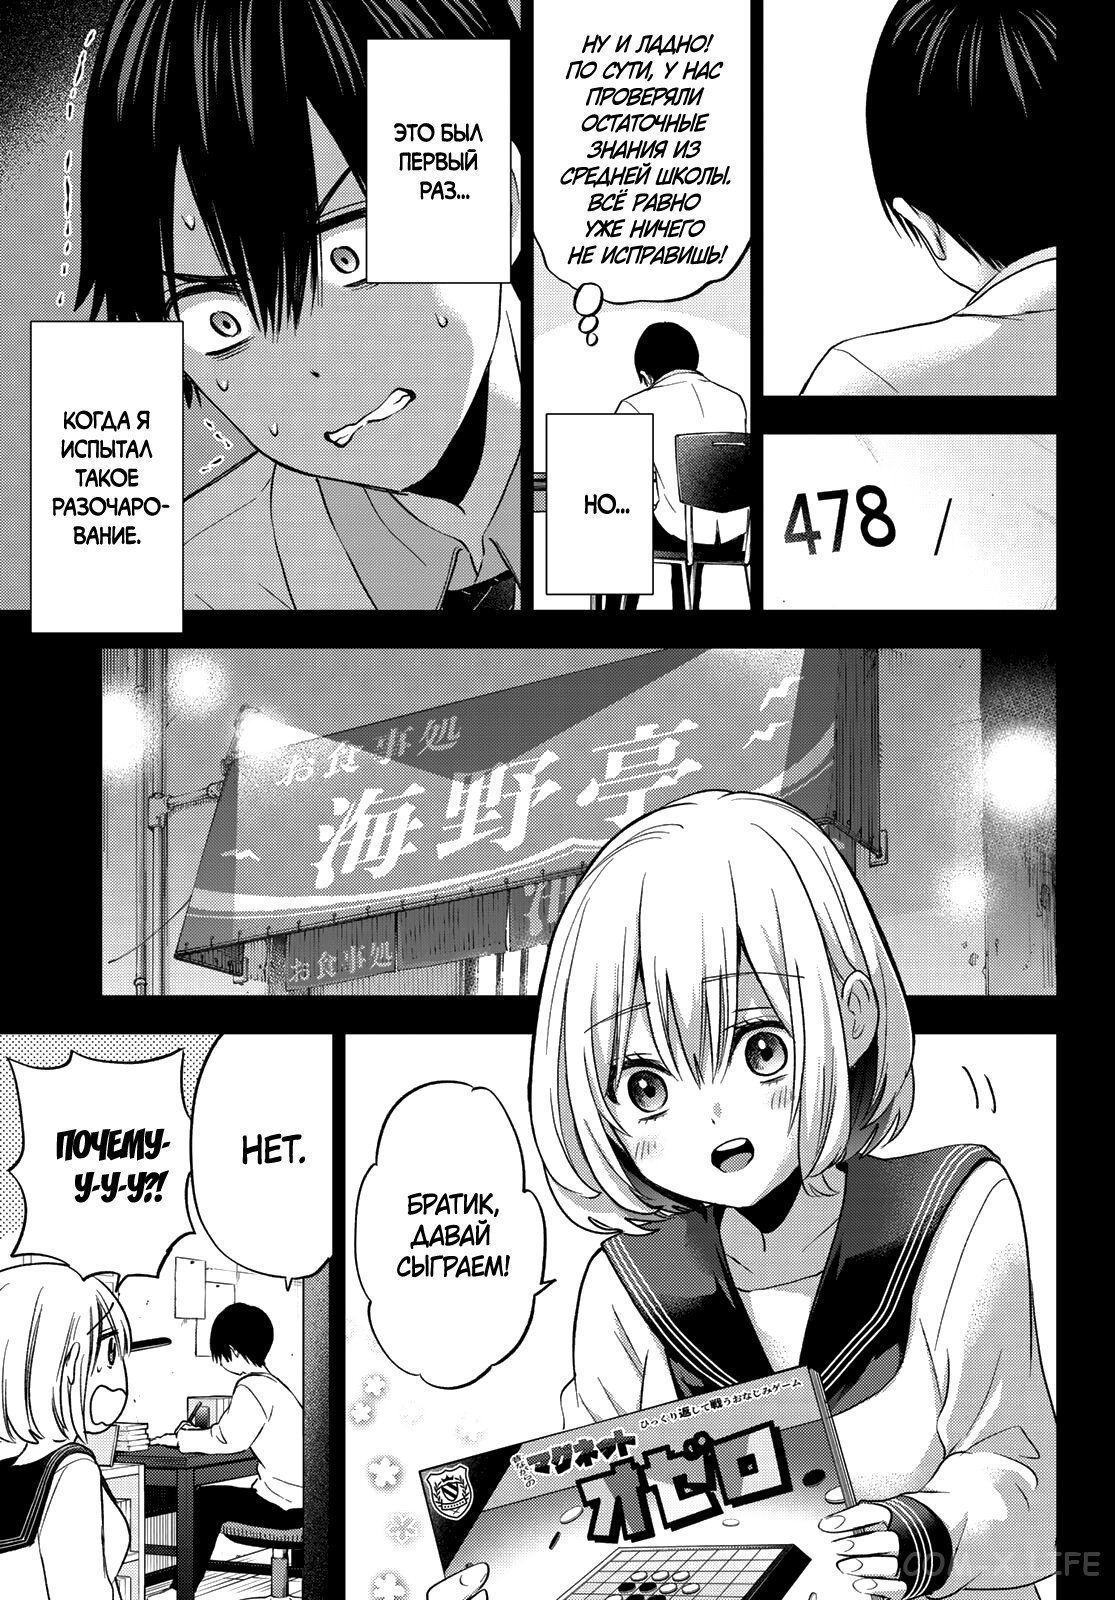 НУ И ЛАДНО!
ПО СУТИ, У НАС
ПРОВЕРЯЛИ
ОСТАТОЧНЫЕ
ЗНАНИЯ ИЗ
СРЕДНЕЙ ШКОЛЫ.
ВСЁ РАВНО
УЖЕ НИЧЕГО
НЕ ИСПРАВИШЬ!
478 /
НО...
ЭТО БЫЛ
ПЕРВЫЙ
РАЗ...
КОГДА Я
ИСПЫТАЛ
ТАКОЕ
РАЗОЧАРО-
ВАНИЕ.
お食事処
海野亭
お食事処
БРАТИК,
ДАВАЙ
СЫГРАЕМ!
ひっくり返して戦うおなじみゲーム
マグネット
オセロ
НЕТ.
ПОЧЕМУ-
У-У-У?!